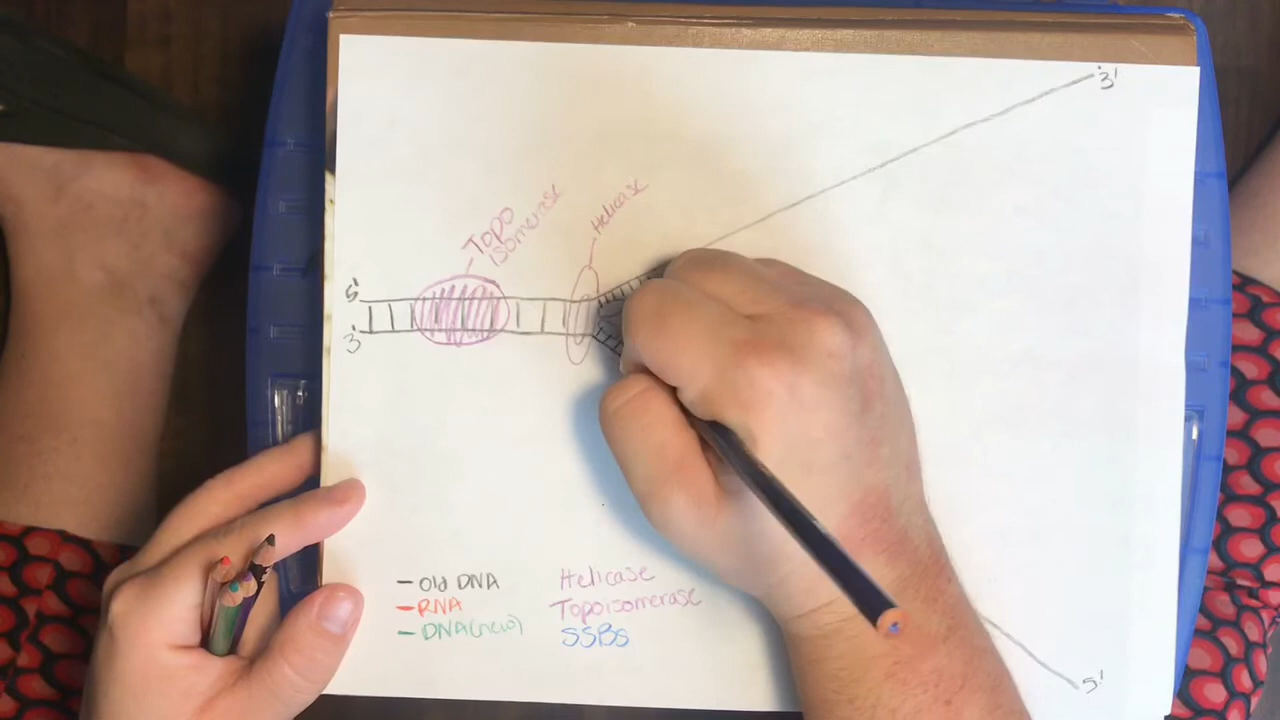 3'
Topo
isomerase
Helicase
5'
3'
Old DNA
RNA
DNA(new)
Helicase
Topoisomerase
SSBs
5'